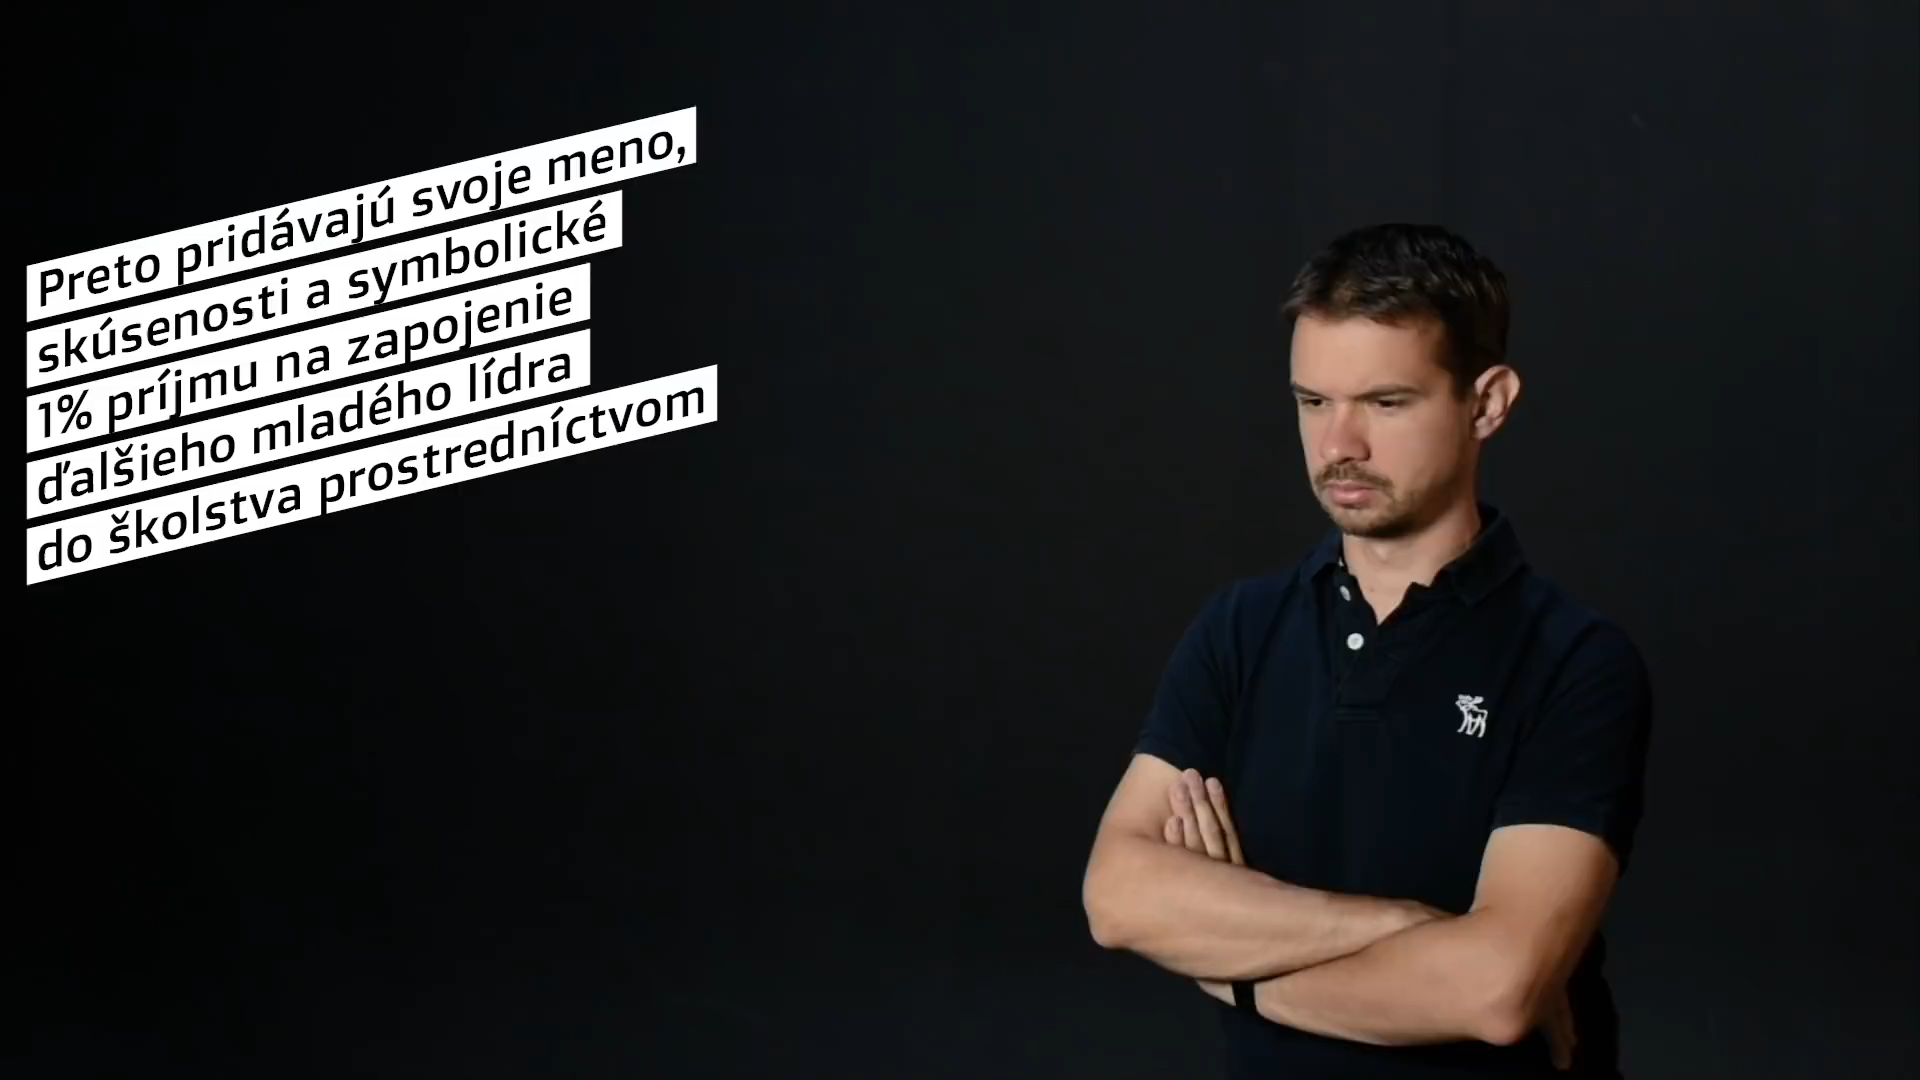 Preto pridávajú svoje meno,
skúsenosti a symbolické
1% príjmu na zapojenie
ďalšieho mladého lídra
do školstva prostredníctvom